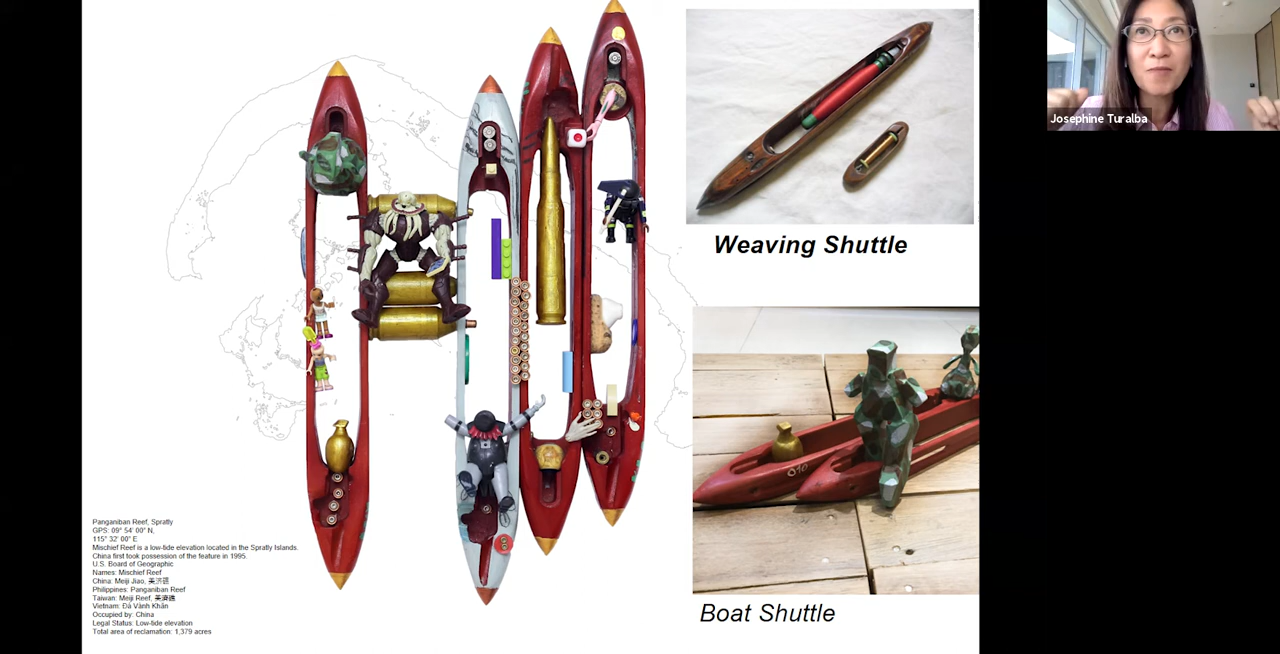 Josephine Turalba
Weaving Shuttle
010
Boat Shuttle
Panganiban Reef, Spratly
GPS: 09° 54' 00" N,
115° 32' 00" E
Mischief Reef is a low-tide elevation located in the Spratly Islands.
China first took possession of the feature in 1995.
U.S. Board of Geographic
Names: Mischief Reef
China: Meiji Jiao, 美济礁
Philippines: Panganiban Reef
Taiwan: Meiji Reef, 美濟礁
Vietnam: Đá Vành Khăn
Occupied by: China
Legal Status: Low-tide elevation
Total area of reclamation: 1,379 acres